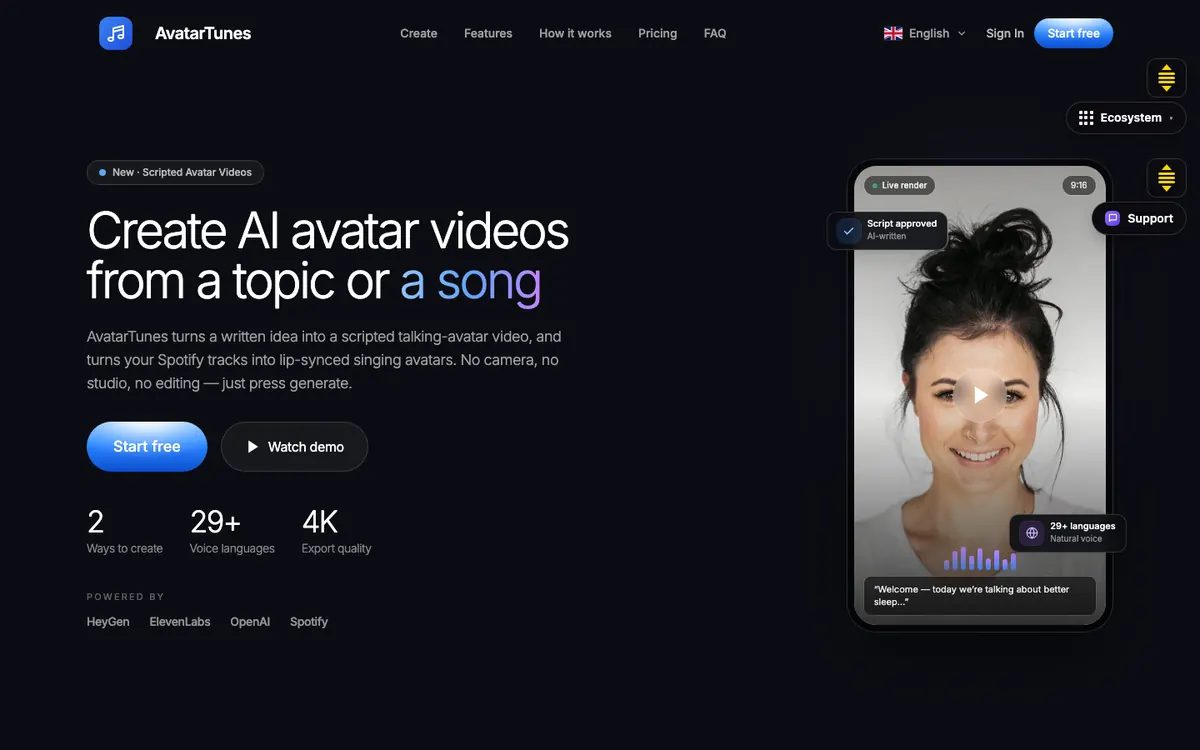 AvatarTunes
Create
Features
How it works
Pricing
FAQ
English
Sign In
Start free
Ecosystem
New · Scripted Avatar Videos
Create AI avatar videos
from a topic or a song
AvatarTunes turns a written idea into a scripted talking-avatar video, and
turns your Spotify tracks into lip-synced singing avatars. No camera, no
studio, no editing — just press generate.
Start free
Watch demo
2
Ways to create
29+
Voice languages
4K
Export quality
POWERED BY
HeyGen
ElevenLabs
OpenAI
Spotify
Live render
9:16
Script approved
AI-written
Support
29+ languages
Natural voice
“Welcome — today we’re talking about better
sleep...”